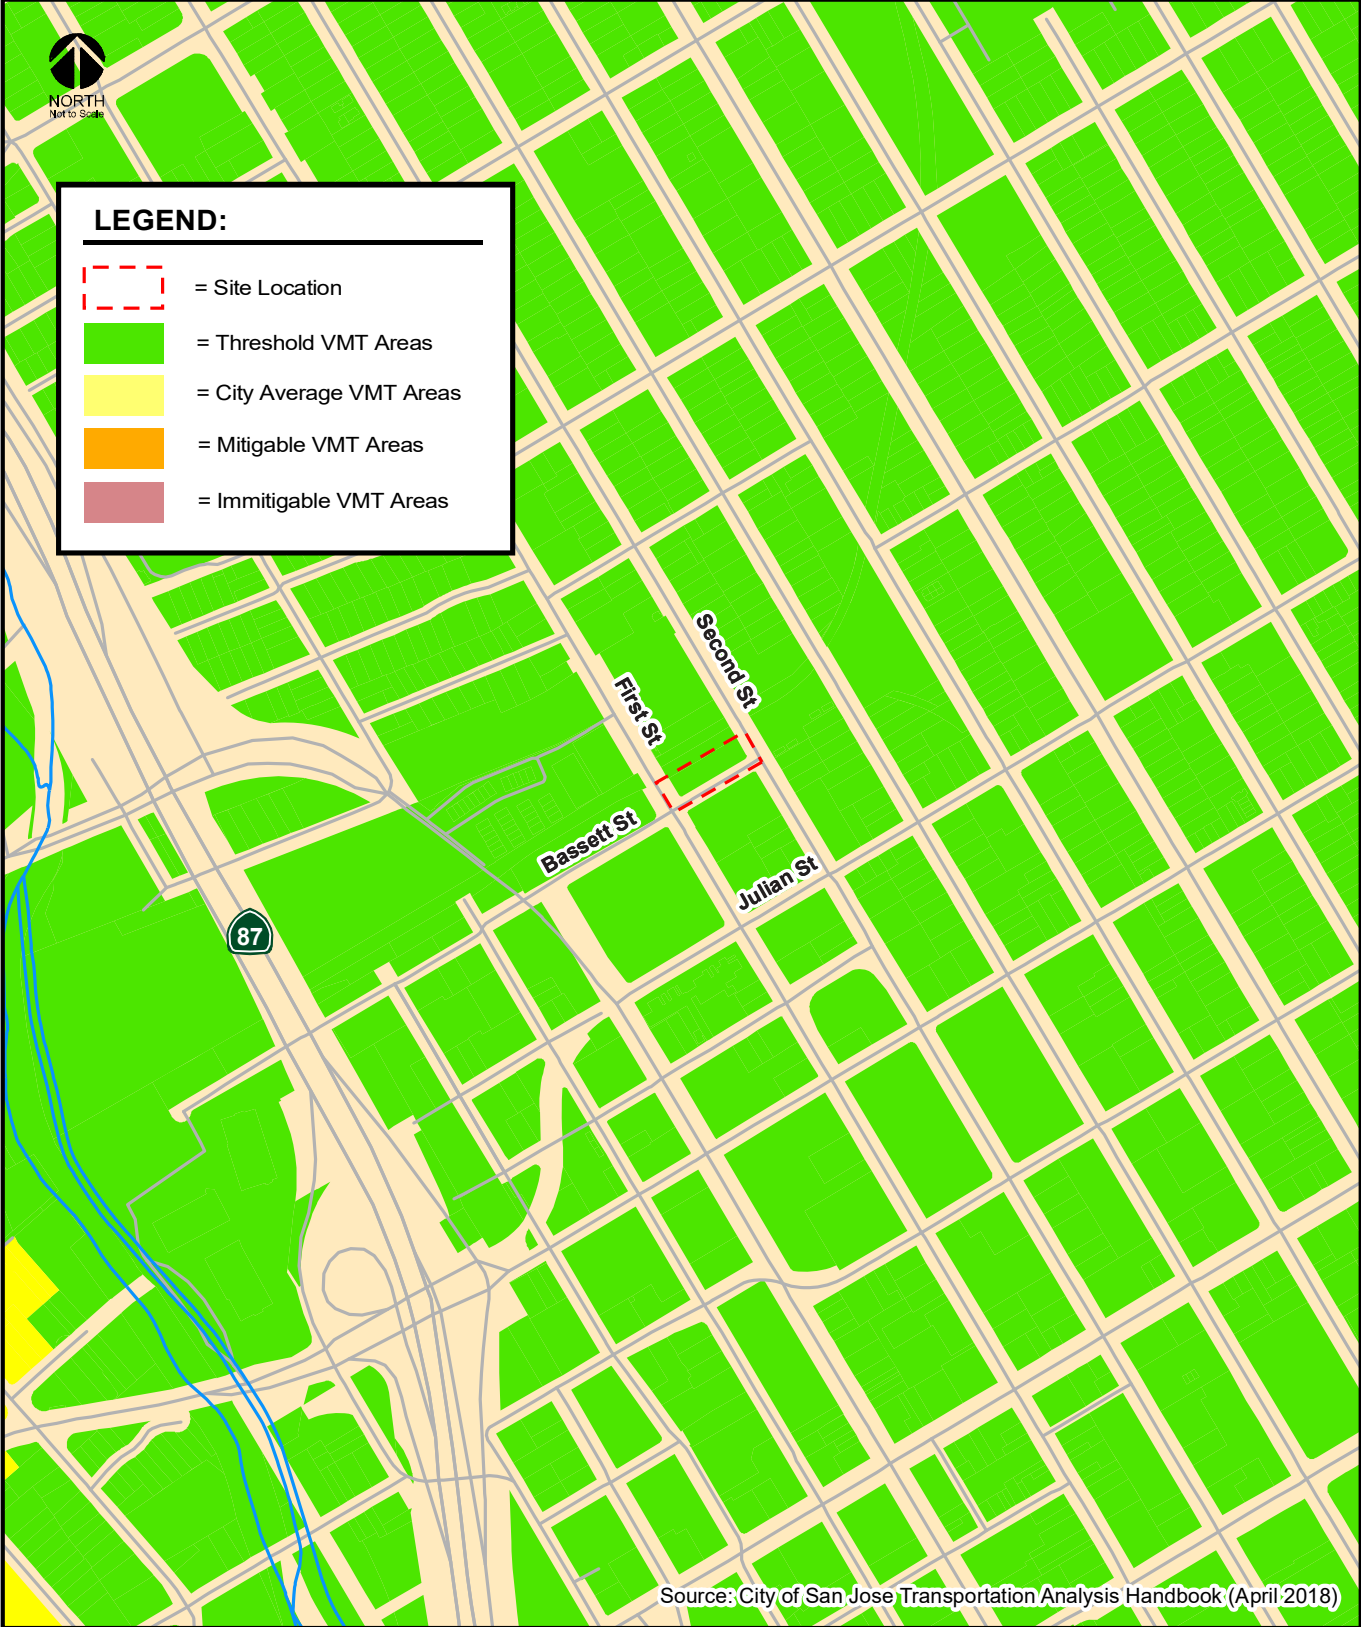 NORTH
Not to Scale
LEGEND:
= Site Location
= Threshold VMT Areas
= City Average VMT Areas
= Mitigable VMT Areas
= Immitigable VMT Areas
Second St
First St
Bassett St
Julian St
87
Source: City of San Jose Transportation Analysis Handbook (April 2018)